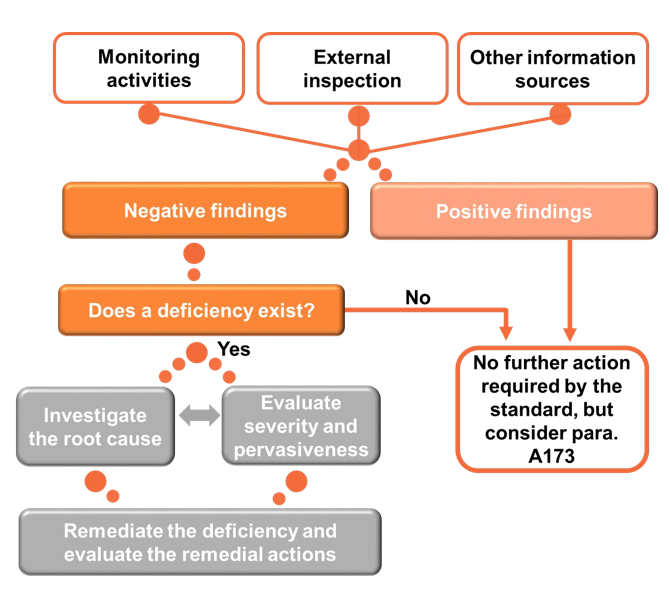 Monitoring
activities
External
inspection
Other information
sources
Negative findings
Positive findings
Does a deficiency exist?
No
Yes
No further action
required by the
standard, but
consider para.
A173
Investigate
the root cause
Evaluate
severity and
pervasiveness
Remediate the deficiency and
evaluate the remedial actions